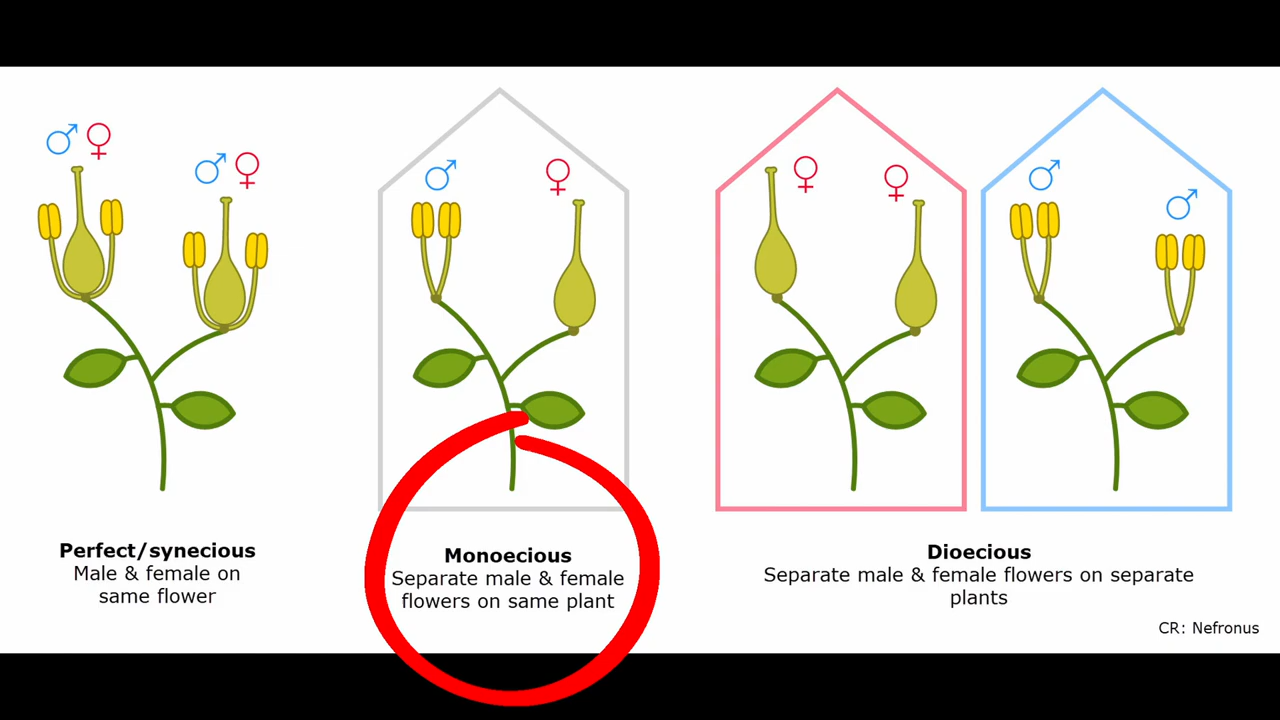 Perfect/synecious
Male & female on
same flower
Monoecious
Separate male & female
flowers on same plant
Dioecious
Separate male & female flowers on separate
plants
CR: Nefronus